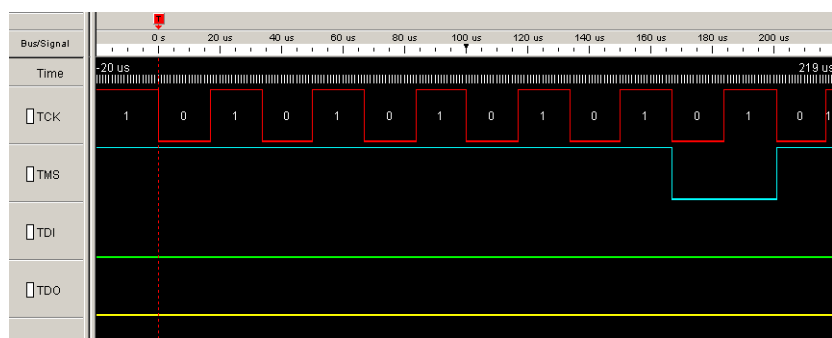 T
Bus/Signal 0 s 20 us 40 us 60 us 80 us 100 us 120 us 140 us 160 us 180 us 200 us
Time -20 us 219 us
TCK 1 0 1 0 1 0 1 0 1 0 1 0 1 0 1
TMS
TDI
TDO